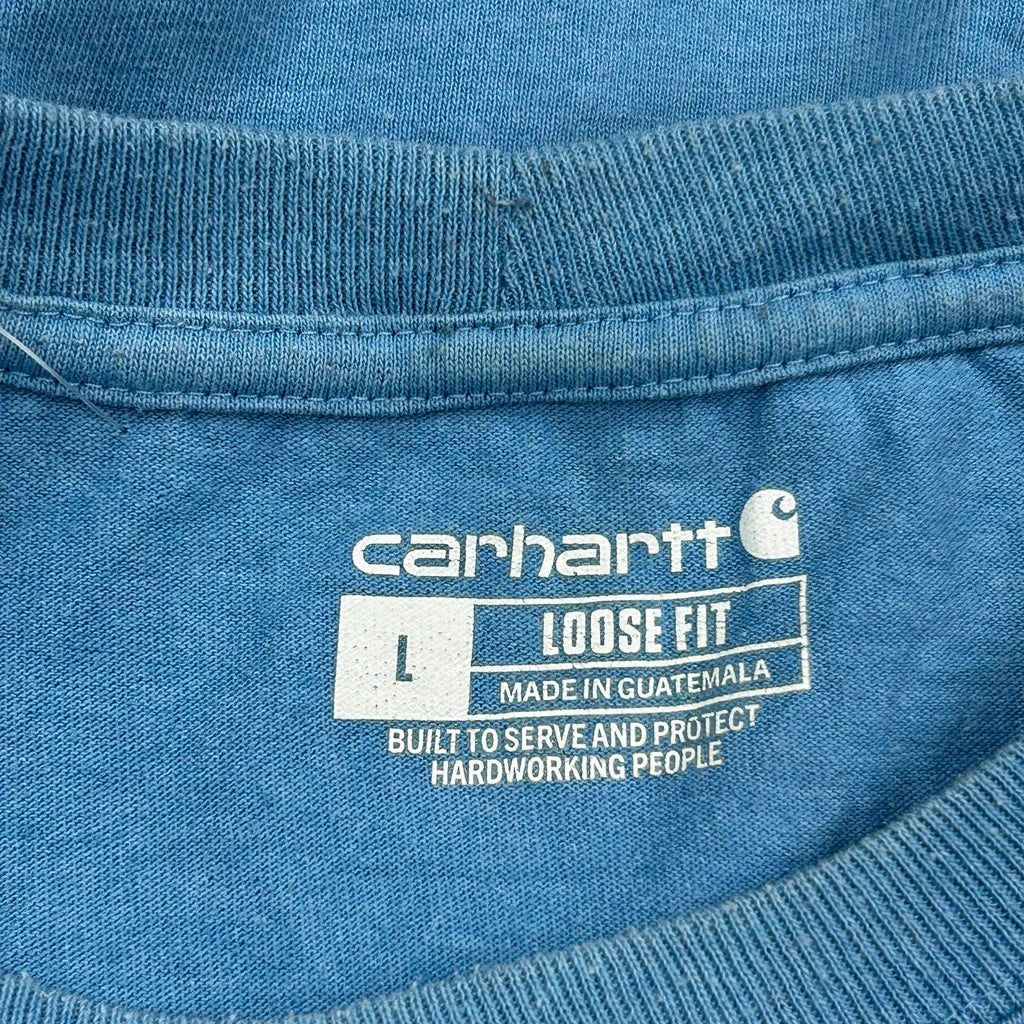 carhartt
L
LOOSE FIT
MADE IN GUATEMALA
BUILT TO SERVE AND PROTECT
HARDWORKING PEOPLE